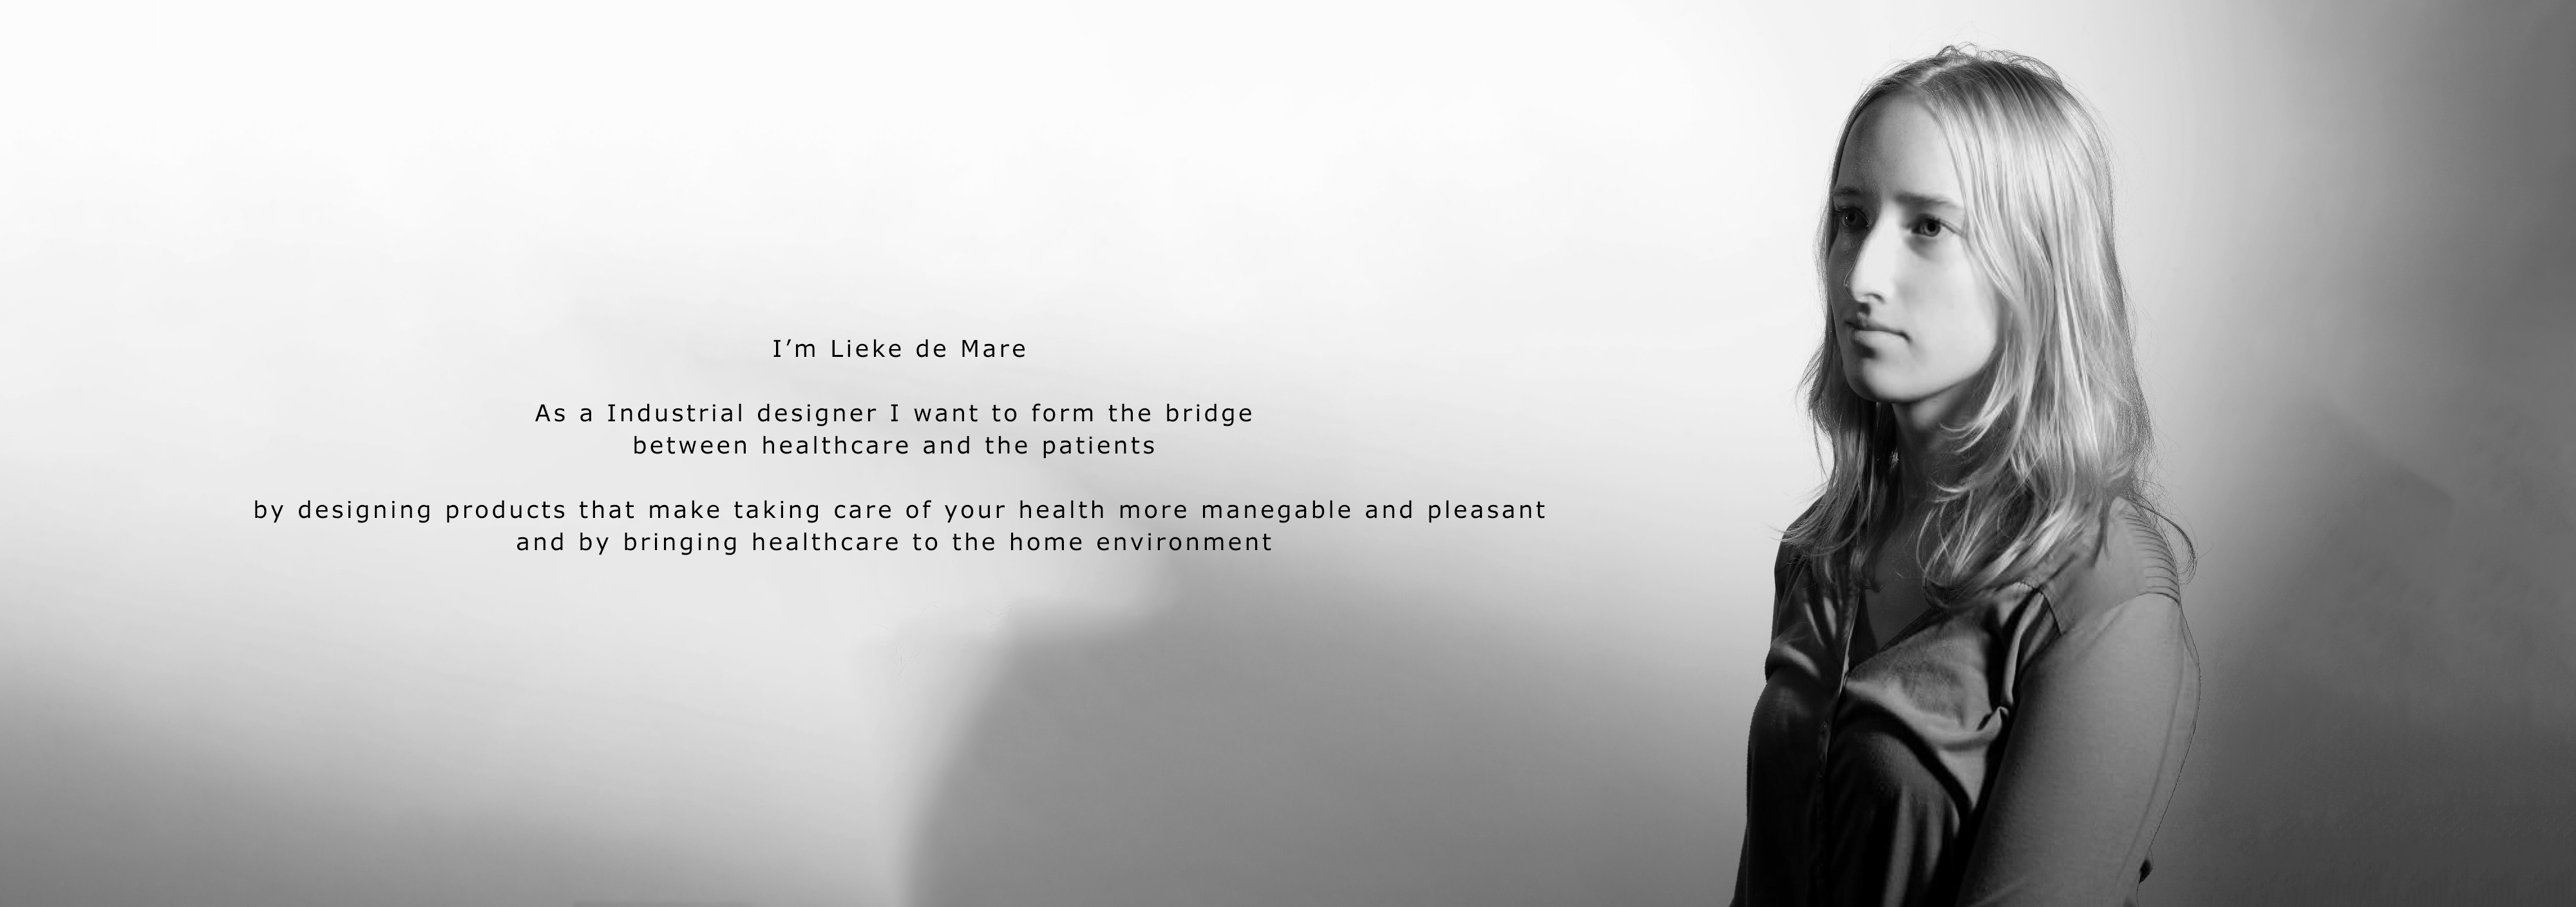 I’m Lieke de Mare
As a Industrial designer I want to form the bridge
between healthcare and the patients
by designing products that make taking care of your health more manegable and pleasant
and by bringing healthcare to the home environment